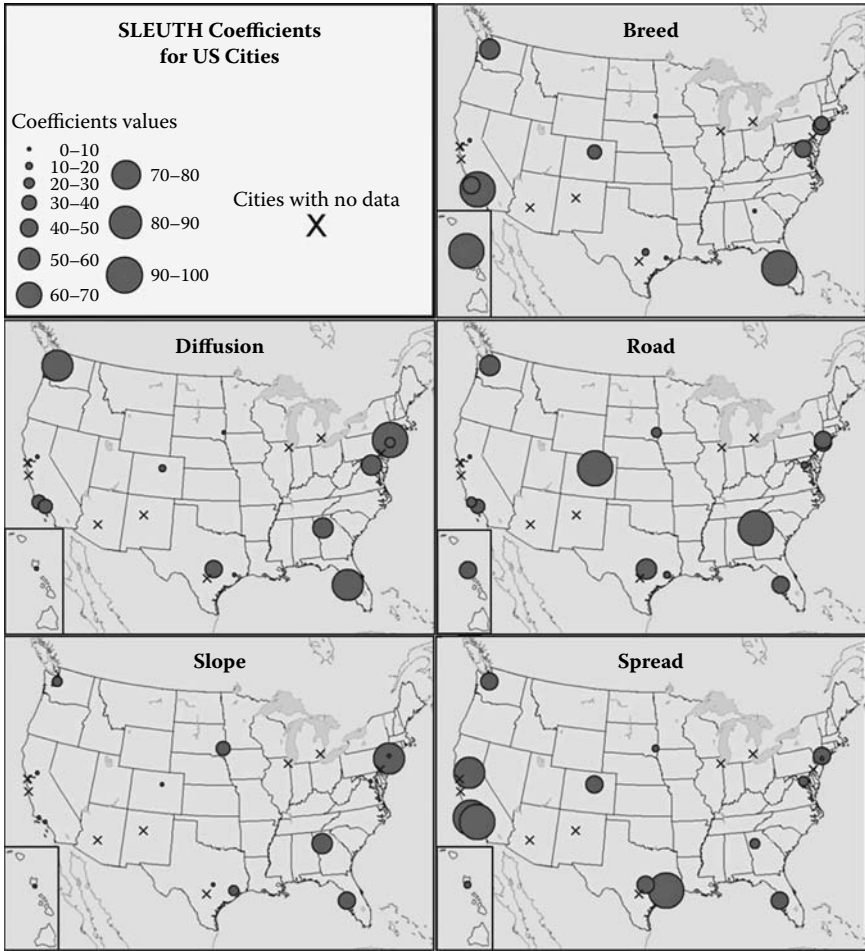 SLEUTH Coefficients
for US Cities
Coefficients values
0–10
10–20
20–30
30–40
40–50
50–60
60–70
70–80
80–90
90–100
Cities with no data
X
Breed
Diffusion
Road
Slope
Spread